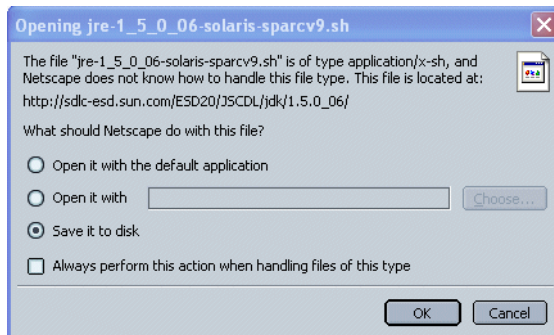 Opening jre-1_5_0_06-solaris-sparcv9.sh
The file "jre-1_5_0_06-solaris-sparcv9.sh" is of type application/x-sh, and
Netscape does not know how to handle this file type. This file is located at:
http://sdlc-esd.sun.com/ESD20/JSCDL/jdk/1.5.0_06/
What should Netscape do with this file?
Open it with the default application
Open it with
Choose...
Save it to disk
Always perform this action when handling files of this type
OK
Cancel